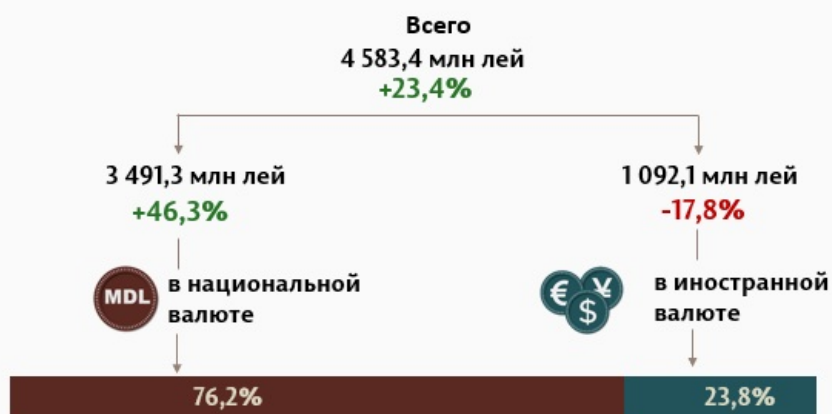 Всего
4 583,4 млн лей
+23,4%
3 491,3 млн лей
+46,3%
1 092,1 млн лей
-17,8%
MDL
в национальной
валюте
€ ¥
$
в иностранной
валюте
76,2%
23,8%